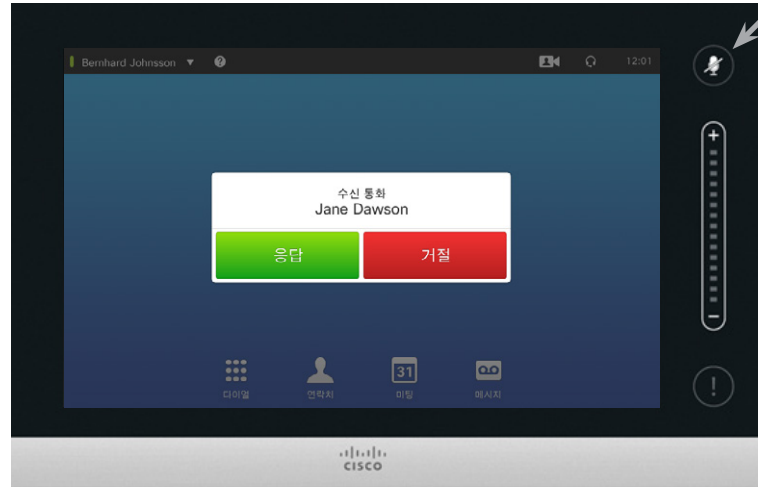 Bernhard Johnsson ▼ ?
12:01
수신 통화
Jane Dawson
응답
거절
+
31
다이얼
연락처
미팅
메시지
−
!
CISCO